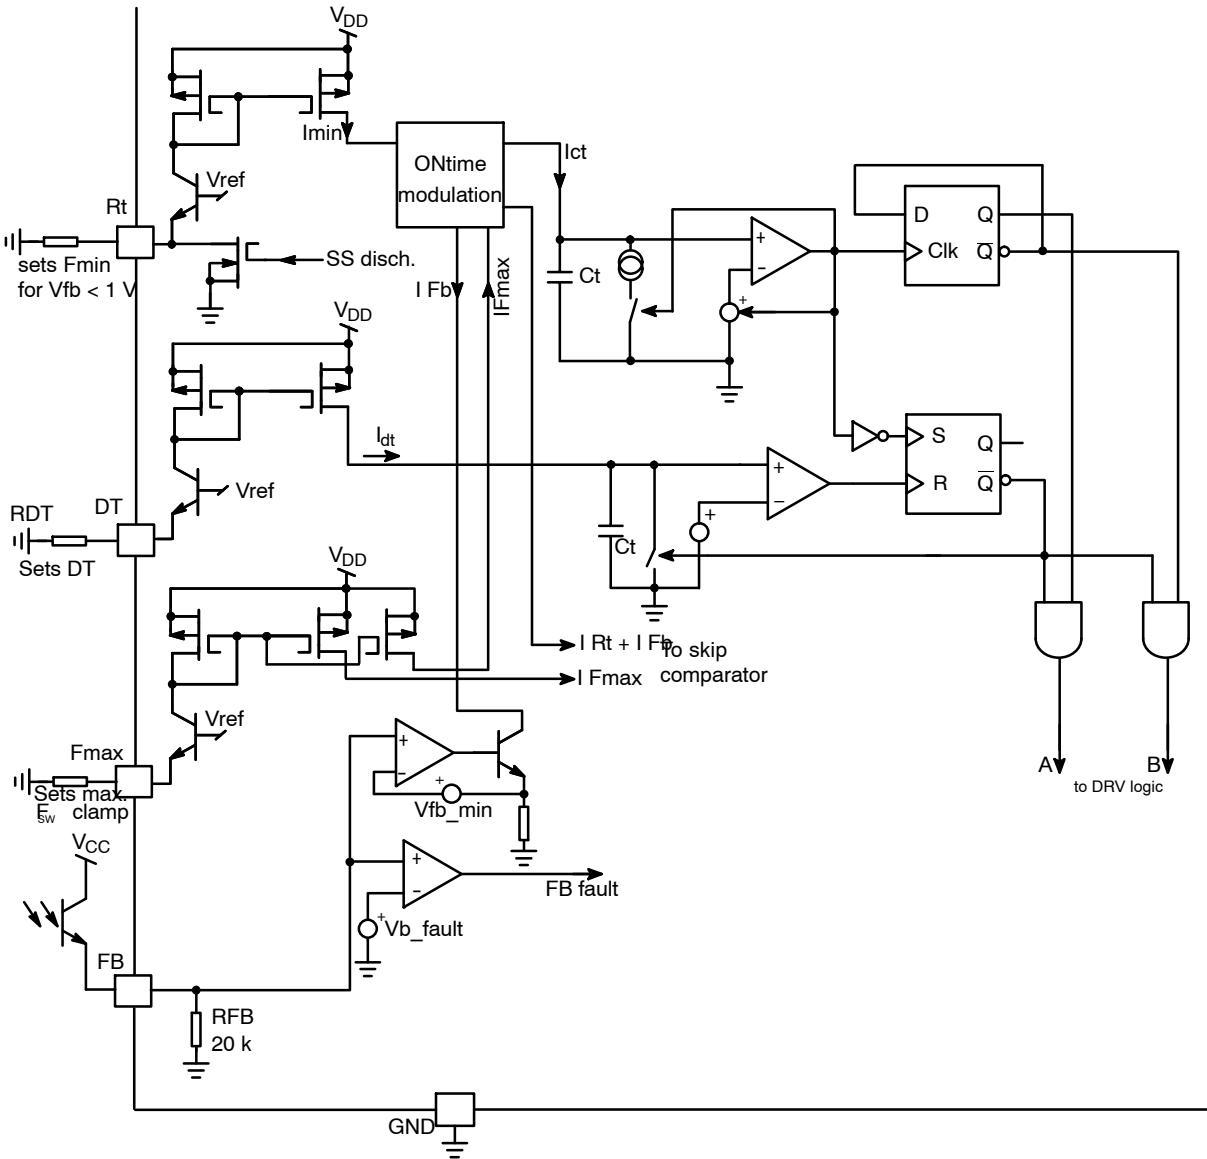 VDD
Imin
ONtime
modulation
Ict
Vref
Rt
sets Fmin
for Vfb < 1 V
SS disch.
I Fb
IFmax
Ct
+
−
+
D
Q
Clk
Q
VDD
Idt
Vref
RDT
DT
Sets DT
+
−
+
Ct
S
Q
R
Q
VDD
I Rt + I Fb
To skip
comparator
I Fmax
Vref
Fmax
Sets max.
Fsw clamp
+
−
+
Vfb_min
A
B
to DRV logic
VCC
+
−
FB fault
+
Vb_fault
FB
RFB
20 k
GND